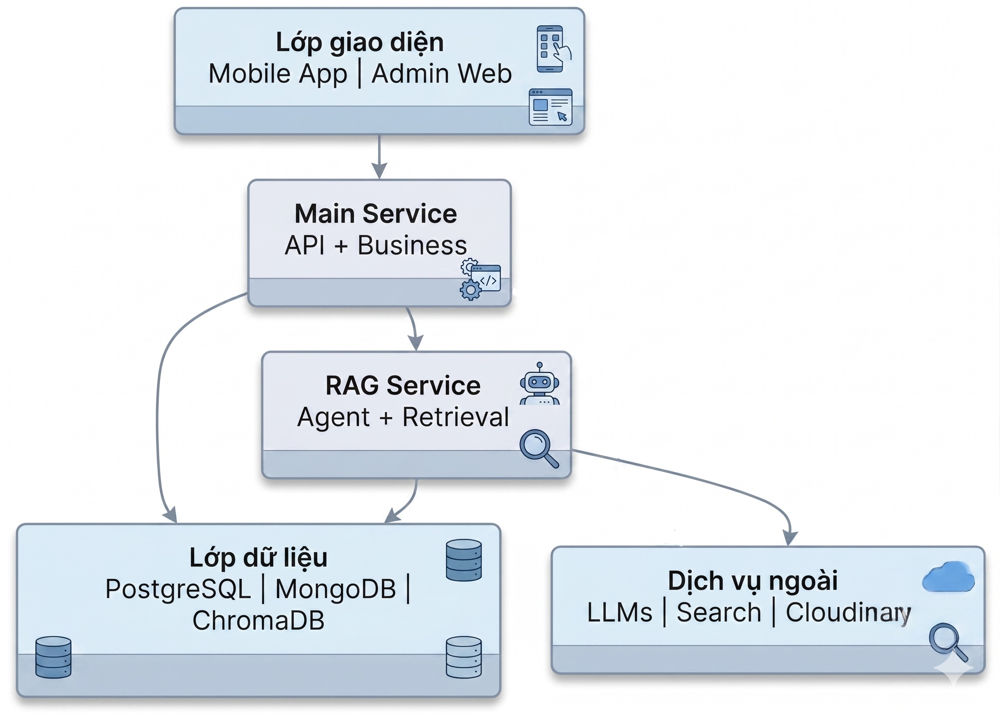 Lớp giao diện
Mobile App | Admin Web
Main Service
API + Business
RAG Service
Agent + Retrieval
Lớp dữ liệu
PostgreSQL | MongoDB |
ChromaDB
Dịch vụ ngoài
LLMs | Search | Cloudinary